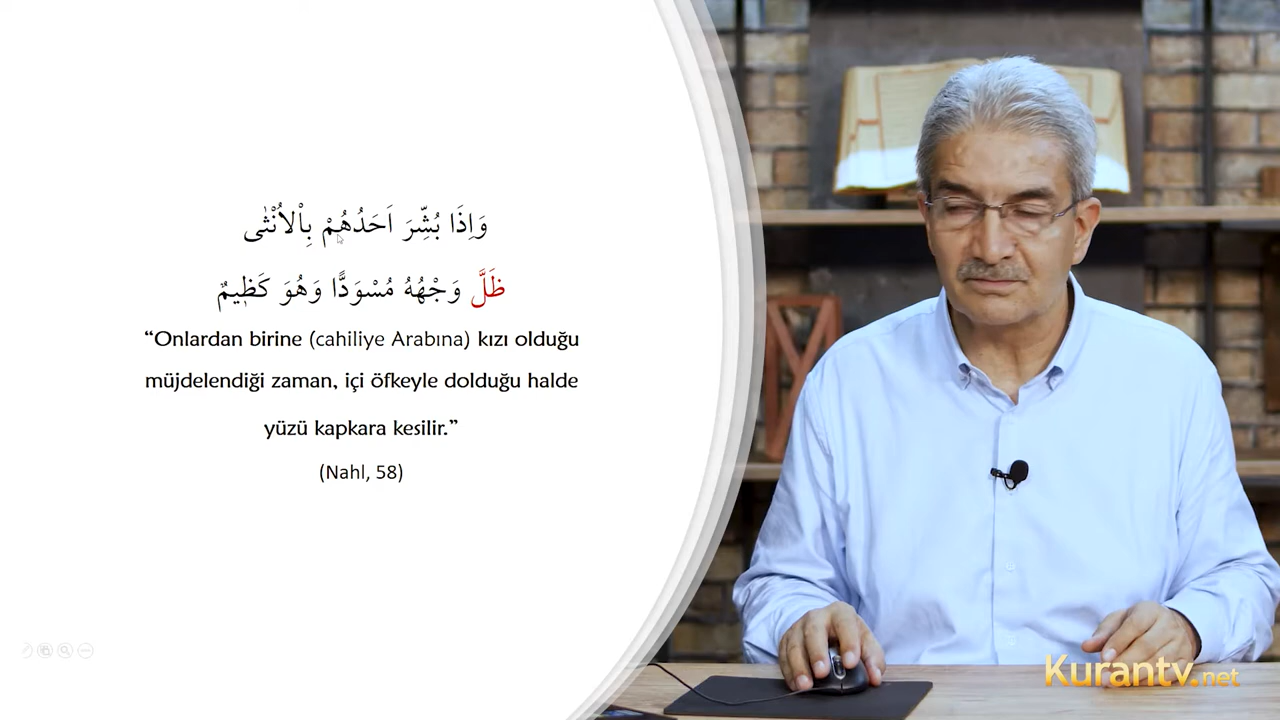 وَاِذَا بُشِّرَ اَحَدُهُمْ بِالْاُنْثٰى
ظَلَّ وَجْهُهُ مُسْوَدًّا وَهُوَ كَظ۪يمٌ
“Onlardan birine (cahiliye Arabına) kızı olduğu
müjdelendiği zaman, içi öfkeyle dolduğu halde
yüzü kapkara kesilir.”
(Nahl, 58)
Kurantv.net